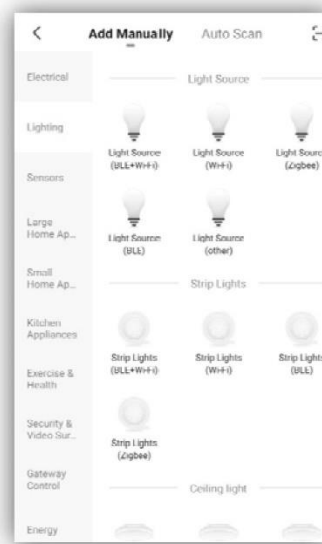 Add Manually
Auto Scan
Electrical
Lighting
Sensors
Large
Home Ap...
Small
Home Ap...
Kitchen
Appliances
Exercise &
Health
Security &
Video Sur...
Gateway
Control
Energy
Light Source
Light Source
(BLE+Wi-Fi)
Light Source
(Wi-Fi)
Light Sourc
(Zigbee)
Light Source
(BLE)
Light Source
(other)
Strip Lights
Strip Lights
(BLE+Wi-Fi)
Strip Lights
(Wi-Fi)
Strip Lights
(BLE)
Strip Lights
(Zigbee)
Ceiling light